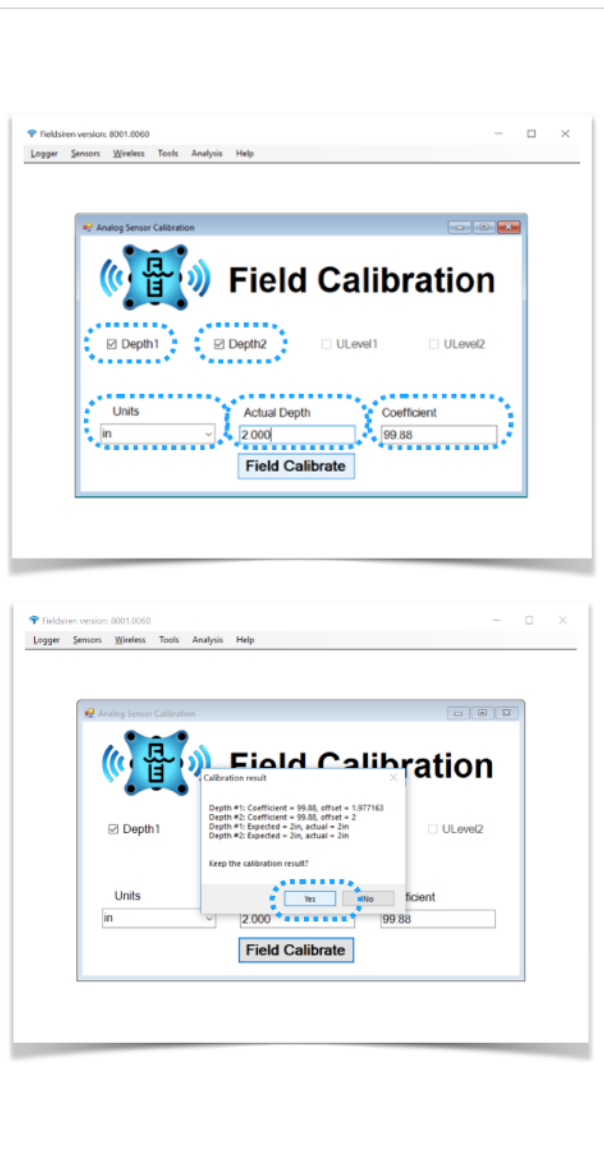 Fieldsiren version: 8001.0060
Logger Sensors Wireless Tools Analysis Help
Analog Sensor Calibration
Field Calibration
Depth1 Depth2 ULevel1 ULevel2
Units Actual Depth Coefficient
in 2.000 99.88
Field Calibrate
Fieldsiren version: 8001.0060
Logger Sensors Wireless Tools Analysis Help
Analog Sensor Calibration
Field Calibration
Calibration result
Depth #1: Coefficient = 99.88, offset = 1.977163
Depth #2: Coefficient = 99.88, offset = 2
Depth #1: Expected = 2in, actual = 2in
Depth #2: Expected = 2in, actual = 2in
Depth1 ULevel2
Keep the calibration result?
Yes No
Units ficient
in 2.000 99.88
Field Calibrate